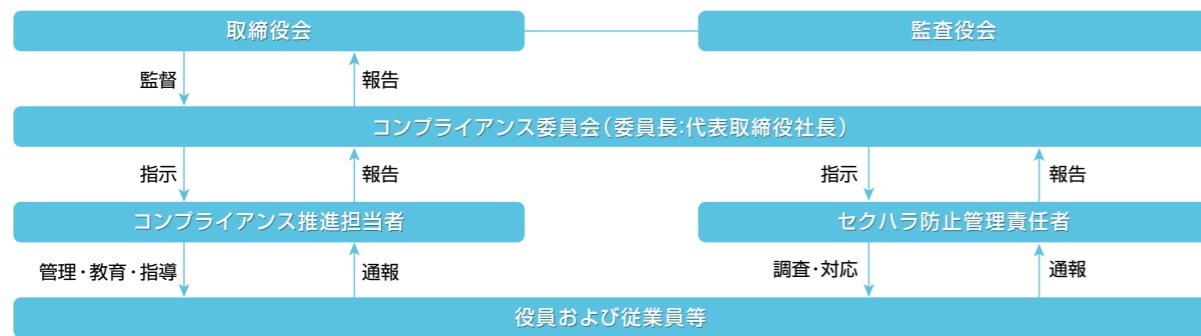 取締役会
監査役会
監督
報告
コンプライアンス委員会(委員長:代表取締役社長)
指示
報告
指示
報告
コンプライアンス推進担当者
セクハラ防止管理責任者
管理・教育・指導
通報
調査・対応
通報
役員および従業員等